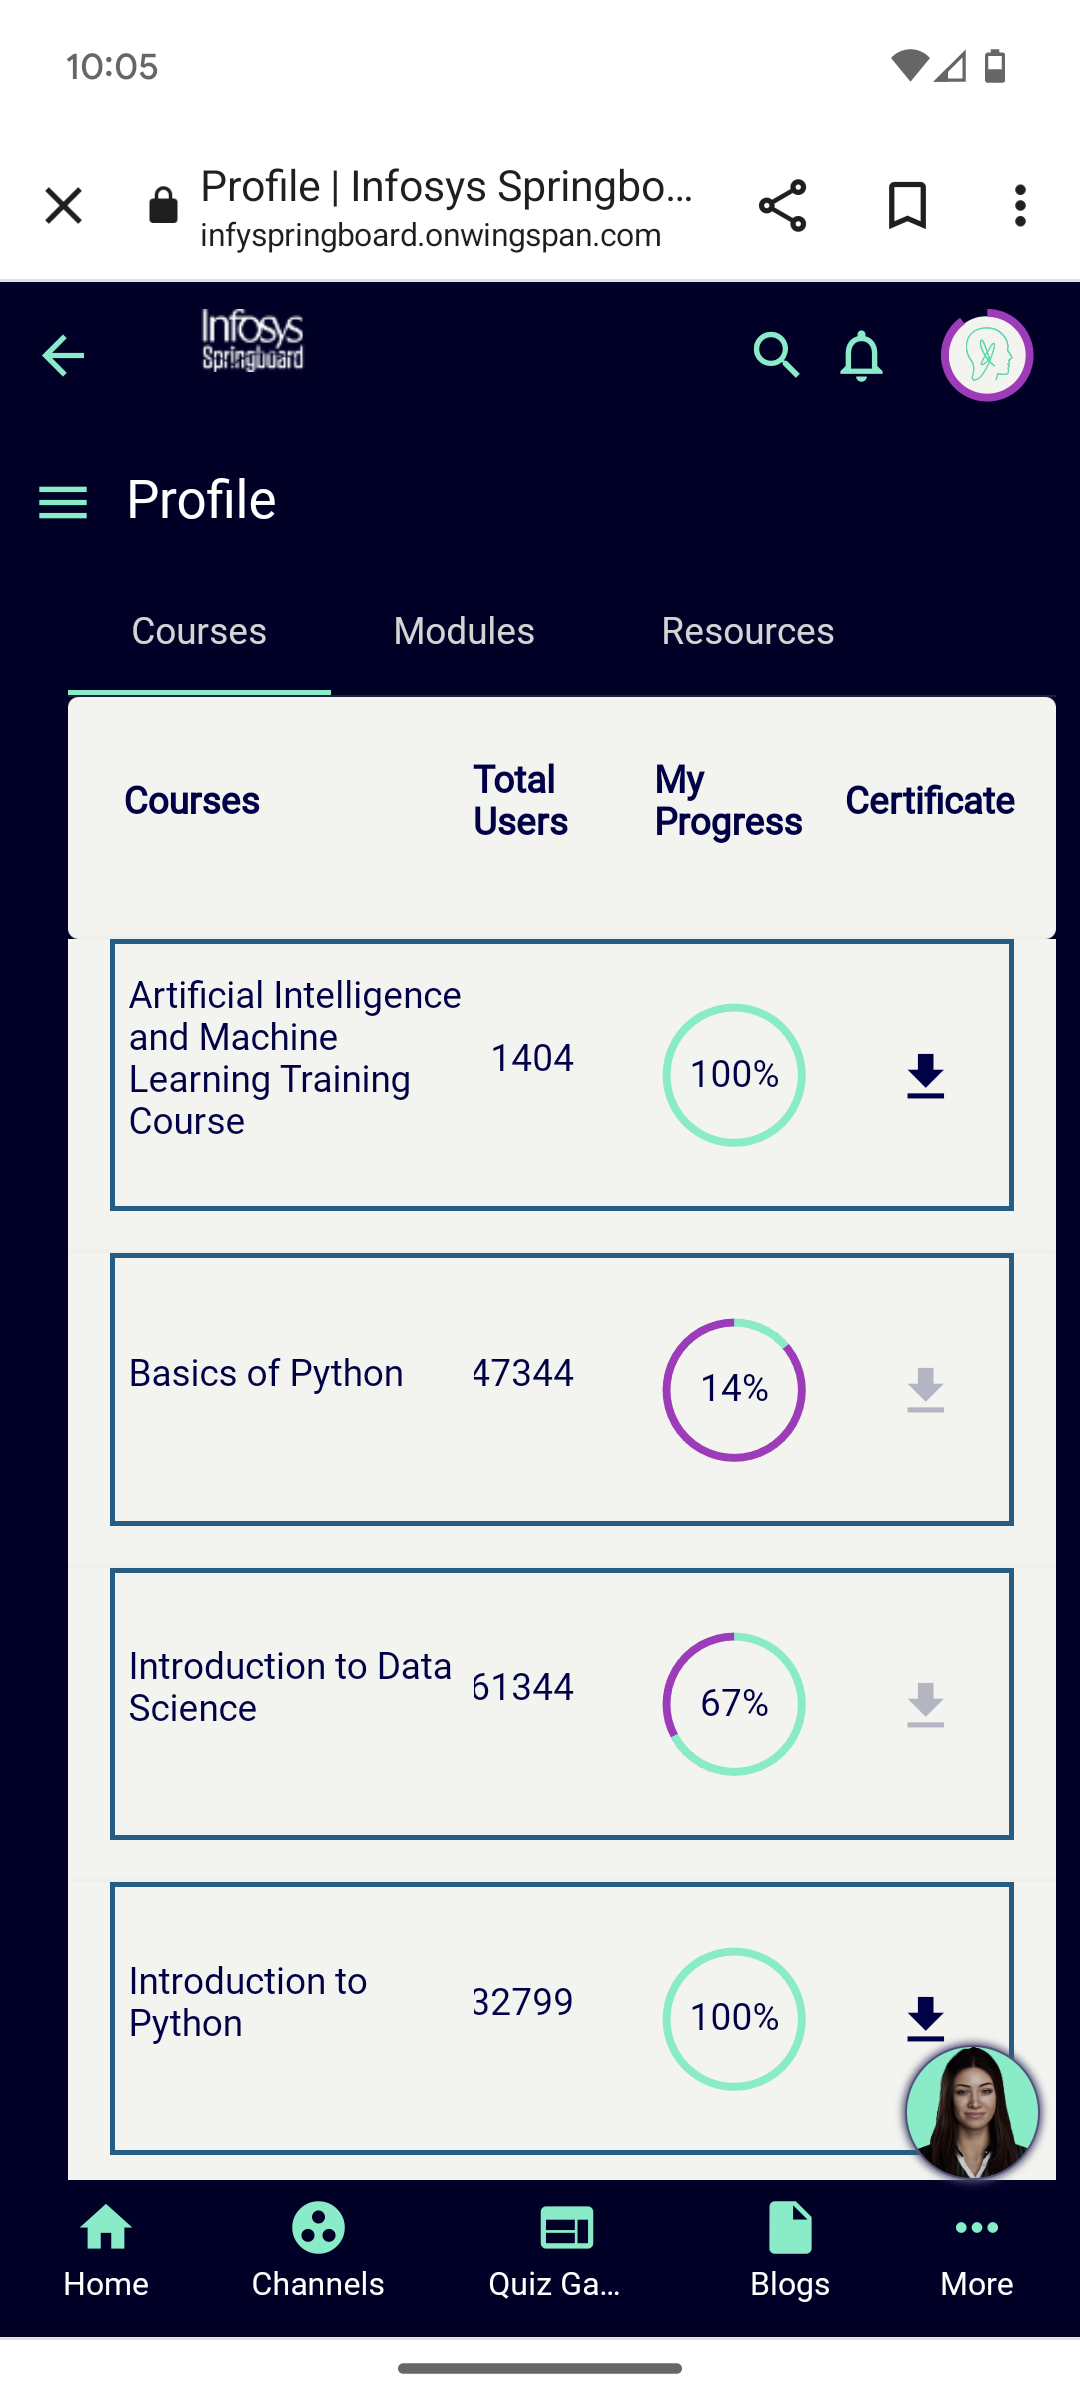 10:05
Profile | Infosys Springbo...
infyspringboard.onwingspan.com
Infosys
Springboard
Profile
Courses Modules Resources
Courses Total Users My Progress Certificate
Artificial Intelligence
and Machine
Learning Training
Course
1404 100%
Basics of Python 47344 14%
Introduction to Data
Science
61344 67%
Introduction to
Python
32799 100%
Home Channels Quiz Ga... Blogs More